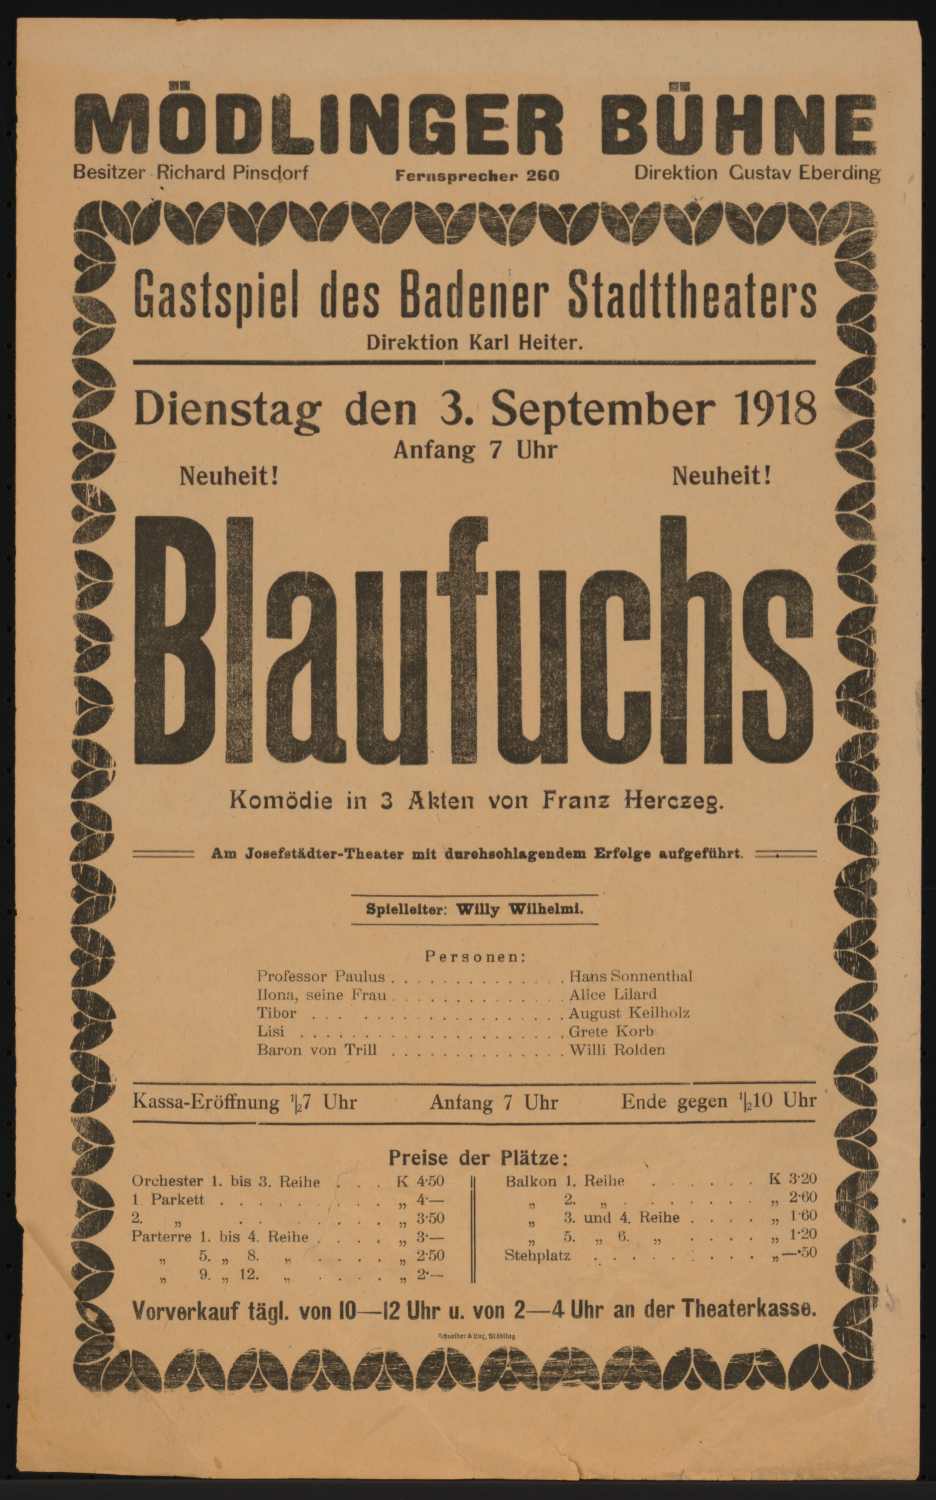 MÖDLINGER BÜHNE
Besitzer Richard Pinsdorf Fernsprecher 260 Direktion Gustav Eberding
Gastspiel des Badener Stadttheaters
Direktion Karl Heiter.
Dienstag den 3. September 1918
Anfang 7 Uhr
Neuheit! Neuheit!
Blaufuchs
Komödie in 3 Akten von Franz Herczeg.
Am Josefstädter-Theater mit durchschlagendem Erfolge aufgeführt.
Spielleiter: Willy Wilhelmi.
Personen:
Professor Paulus . . . . . . . . . . . . . . Hans Sonnenthal
Ilona, seine Frau . . . . . . . . . . . . . . Alice Lilard
Tibor . . . . . . . . . . . . . . . . . . . August Keilholz
Lisi . . . . . . . . . . . . . . . . . . . . . Grete Korb
Baron von Trill . . . . . . . . . . . . . . Willi Rolden
Kassa-Eröffnung 1/2 7 Uhr Anfang 7 Uhr Ende gegen 1/2 10 Uhr
Preise der Plätze:
Orchester 1. bis 3. Reihe . . . K 4·50
1 Parkett . . . . . . . „ 4·—
2. „ . . . . . . . „ 3·50
Parterre 1. bis 4. Reihe . . . . „ 3·—
„ 5. „ 8. „ . . . . „ 2·50
„ 9. „ 12. „ . . . . „ 2·—
Balkon 1. Reihe . . . . . . K 3·20
„ 2. „ . . . . . . „ 2·60
„ 3. und 4. Reihe . . . . „ 1·60
„ 5. „ 6. „ . . . . „ 1·20
Stehplatz . . . . . . . „ —·50
Vorverkauf tägl. von 10—12 Uhr u. von 2—4 Uhr an der Theaterkasse.